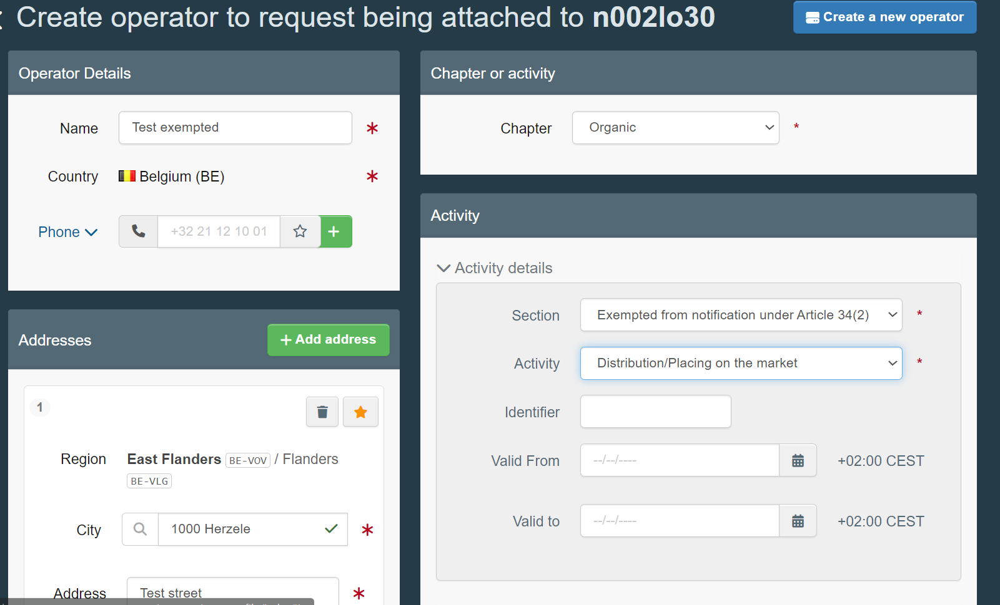 Create operator to request being attached to n002lo30
Create a new operator
Operator Details
Name
Test exempted
*
Country
Belgium (BE)
*
Phone
+32 21 12 10 01
+
Addresses
+ Add address
1
Region
East Flanders BE-VOV / Flanders
BE-VLG
City
1000 Herzele
*
Address
Test street
*
Chapter or activity
Chapter
Organic
*
Activity
Activity details
Section
Exempted from notification under Article 34(2)
*
Activity
Distribution/Placing on the market
*
Identifier
Valid From
--/--/----
+02:00 CEST
Valid to
--/--/----
+02:00 CEST